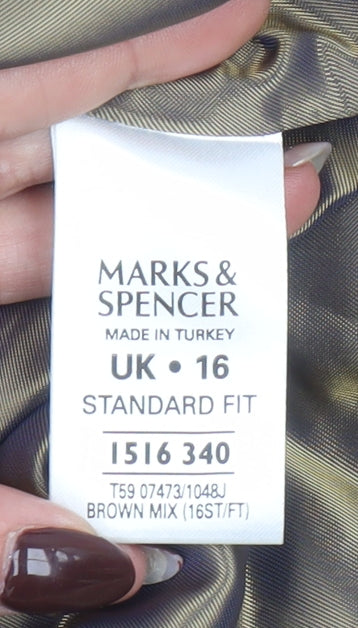 MARKS &
SPENCER
MADE IN TURKEY
UK • 16
STANDARD FIT
1516 340
T59 07473/1048J
BROWN MIX (16ST/FT)